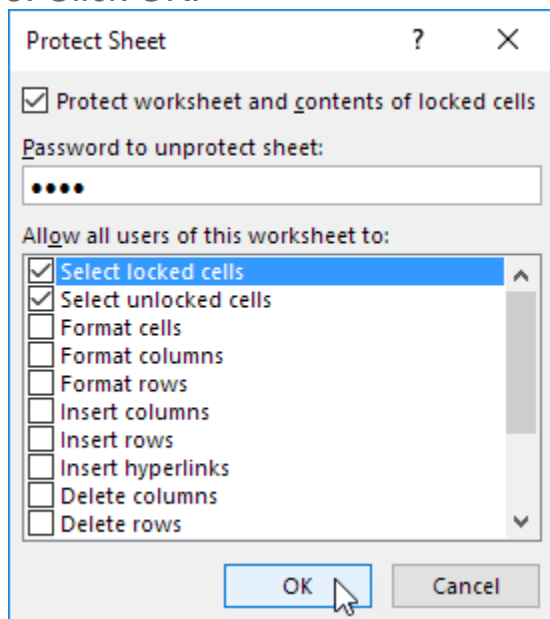 Protect Sheet ? ×
Protect worksheet and contents of locked cells
Password to unprotect sheet:
••••
Allow all users of this worksheet to:
Select locked cells
Select unlocked cells
Format cells
Format columns
Format rows
Insert columns
Insert rows
Insert hyperlinks
Delete columns
Delete rows
OK Cancel